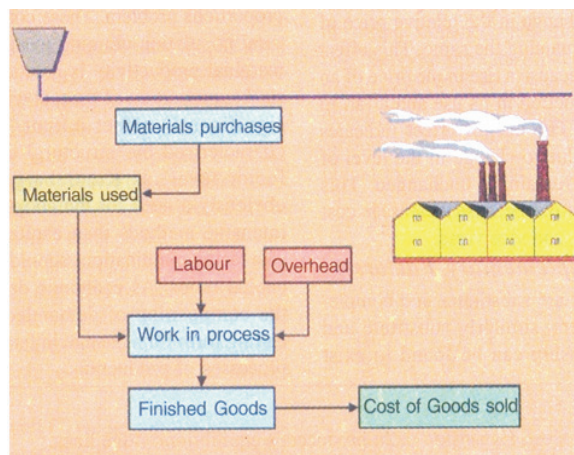 Materials purchases
Materials used
Labour
Overhead
Work in process
Finished Goods
Cost of Goods sold